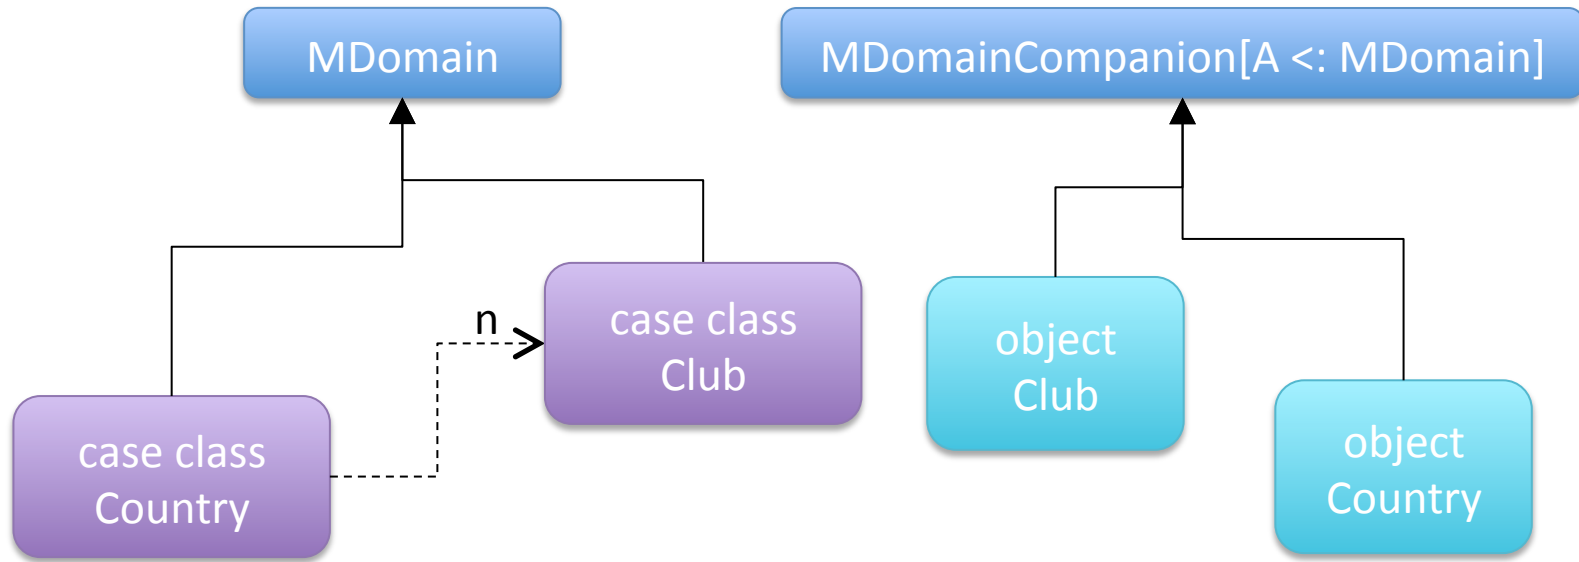 MDomain
MDomainCompanion[A <: MDomain]
n
case class
Club
object
Club
case class
Country
object
Country